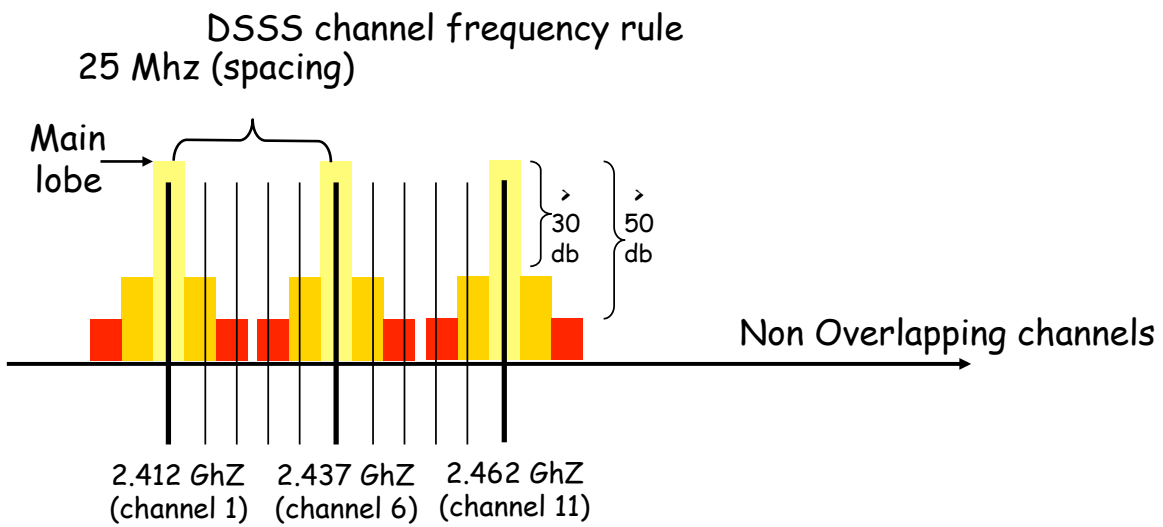 DSSS channel frequency rule
25 Mhz (spacing)
Main
lobe
>
30
db
>
50
db
Non Overlapping channels
2.412 GhZ
(channel 1)
2.437 GhZ
(channel 6)
2.462 GhZ
(channel 11)